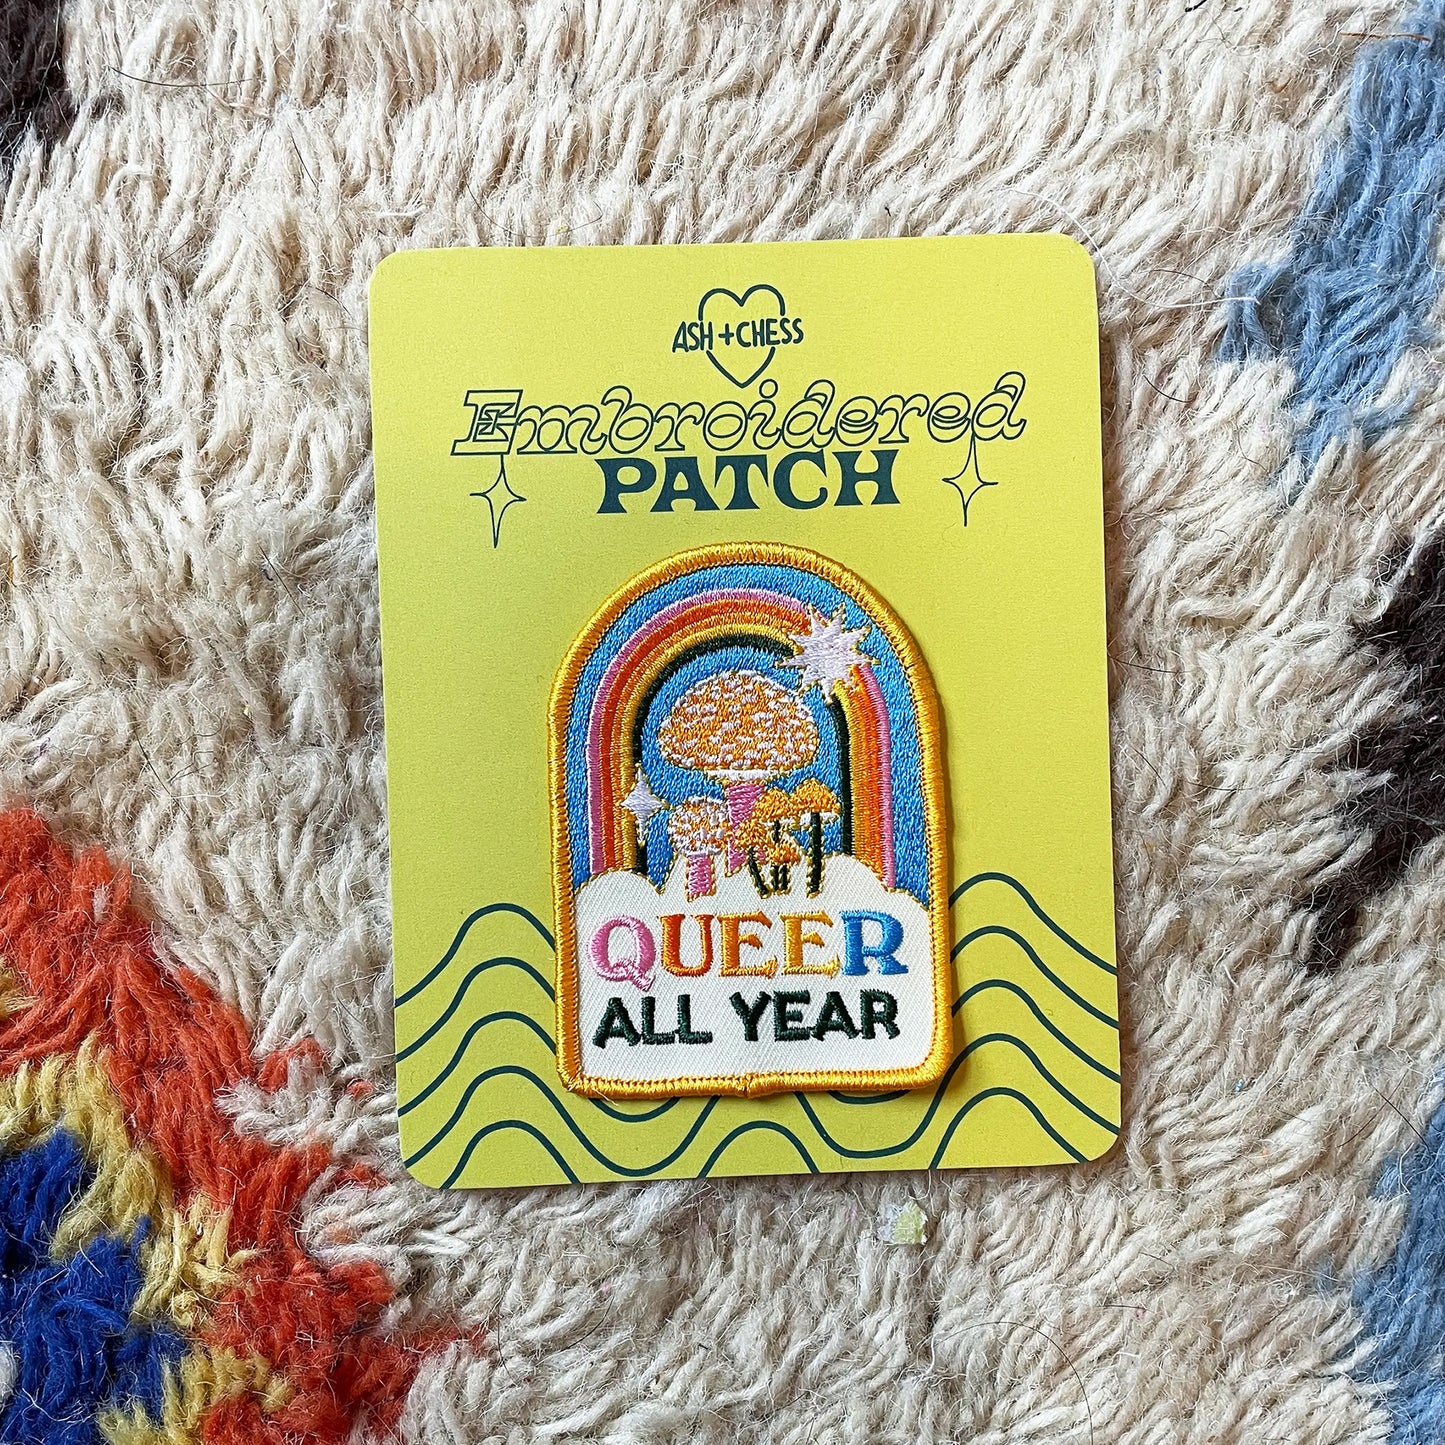 ASH + CHESS
Embroidered
PATCH
QUEER
ALL YEAR